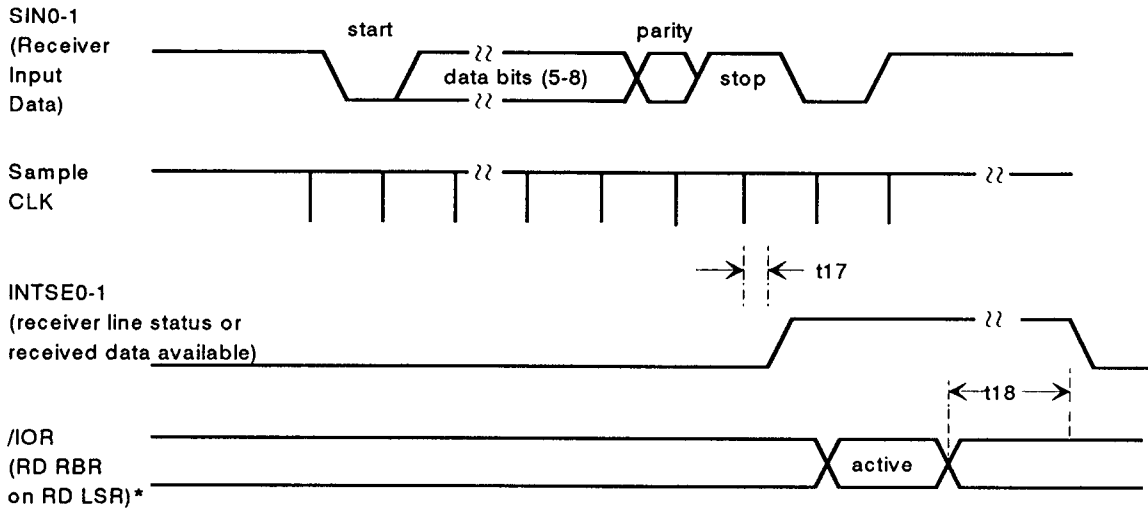 SIN0-1
(Receiver
Input
Data)
start
data bits (5-8)
parity
stop
Sample
CLK
t17
INTSE0-1
(receiver line status or
received data available)
t18
/IOR
(RD RBR
on RD LSR)*
active